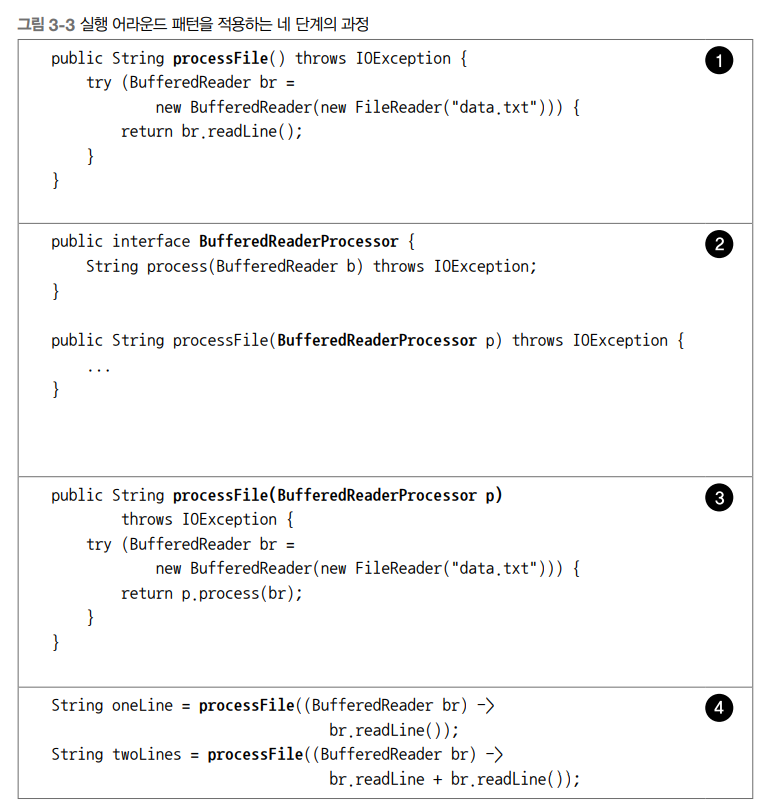 그림 3-3 실행 어라운드 패턴을 적용하는 네 단계의 과정
public String processFile() throws IOException {
1
try (BufferedReader br =
new BufferedReader(new FileReader("data.txt"))) {
return br.readLine();
}
}
public interface BufferedReaderProcessor {
2
String process(BufferedReader b) throws IOException;
}
public String processFile(BufferedReaderProcessor p) throws IOException {
...
}
public String processFile(BufferedReaderProcessor p)
3
throws IOException {
try (BufferedReader br =
new BufferedReader(new FileReader("data.txt"))) {
return p.process(br);
}
}
String oneLine = processFile((BufferedReader br) ->
4
br.readLine());
String twoLines = processFile((BufferedReader br) ->
br.readLine + br.readLine());